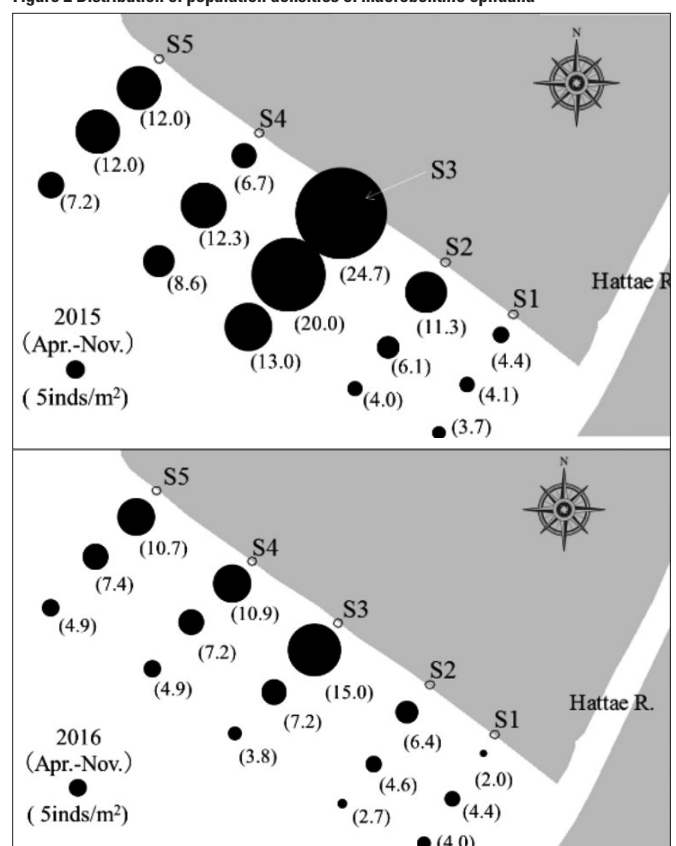 Figure 2 Distribution of population densities of macrobenthic epifauna
N
S5
(12.0)
S4
(12.0)
(6.7)
S3
(7.2)
(12.3)
(24.7)
S2
(8.6)
Hattae R
(20.0)
(11.3)
S1
2015
(Apr.-Nov.)
(13.0)
(6.1)
(4.4)
( 5inds/m²)
(4.0)
(4.1)
(3.7)
N
S5
(10.7)
S4
(7.4)
(10.9)
S3
(4.9)
(7.2)
(15.0)
S2
(4.9)
(7.2)
Hattae R.
(6.4)
S1
2016
(Apr.-Nov.)
(3.8)
(4.6)
(2.0)
( 5inds/m²)
(2.7)
(4.4)
(4.0)